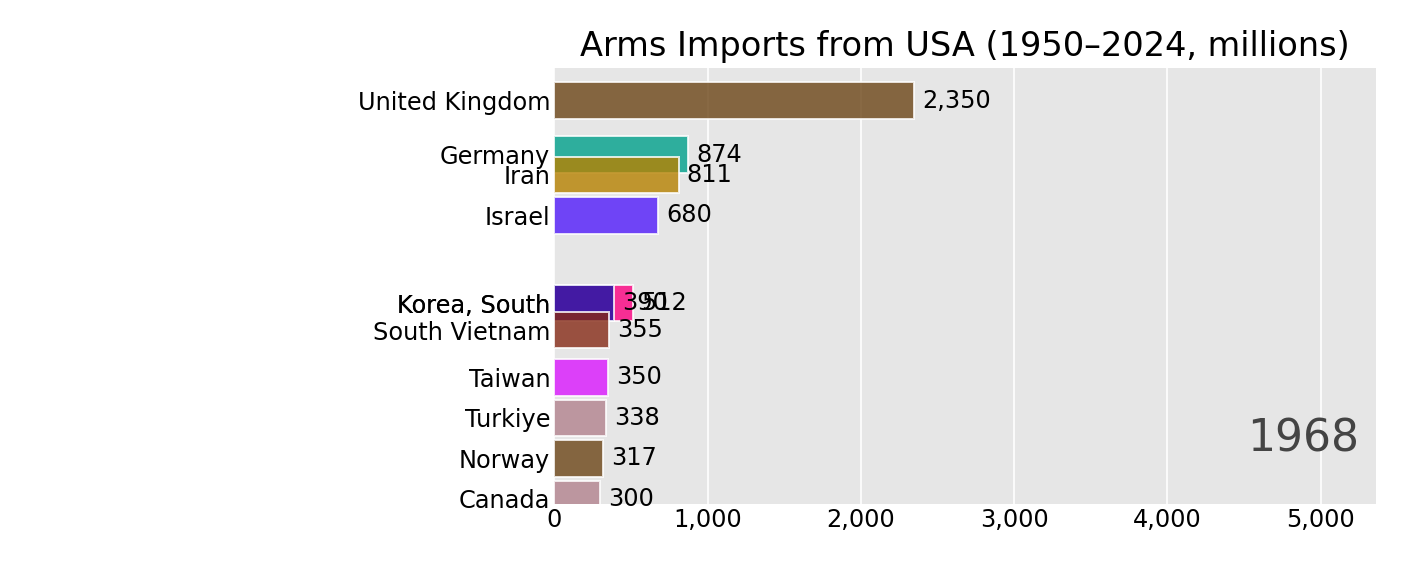 Arms Imports from USA (1950–2024, millions)
United Kingdom 2,350
Germany 874
Iran 811
Israel 680
Korea, South 390 512
South Vietnam 355
Taiwan 350
Turkiye 338
1968
Norway 317
Canada 300
0 1,000 2,000 3,000 4,000 5,000